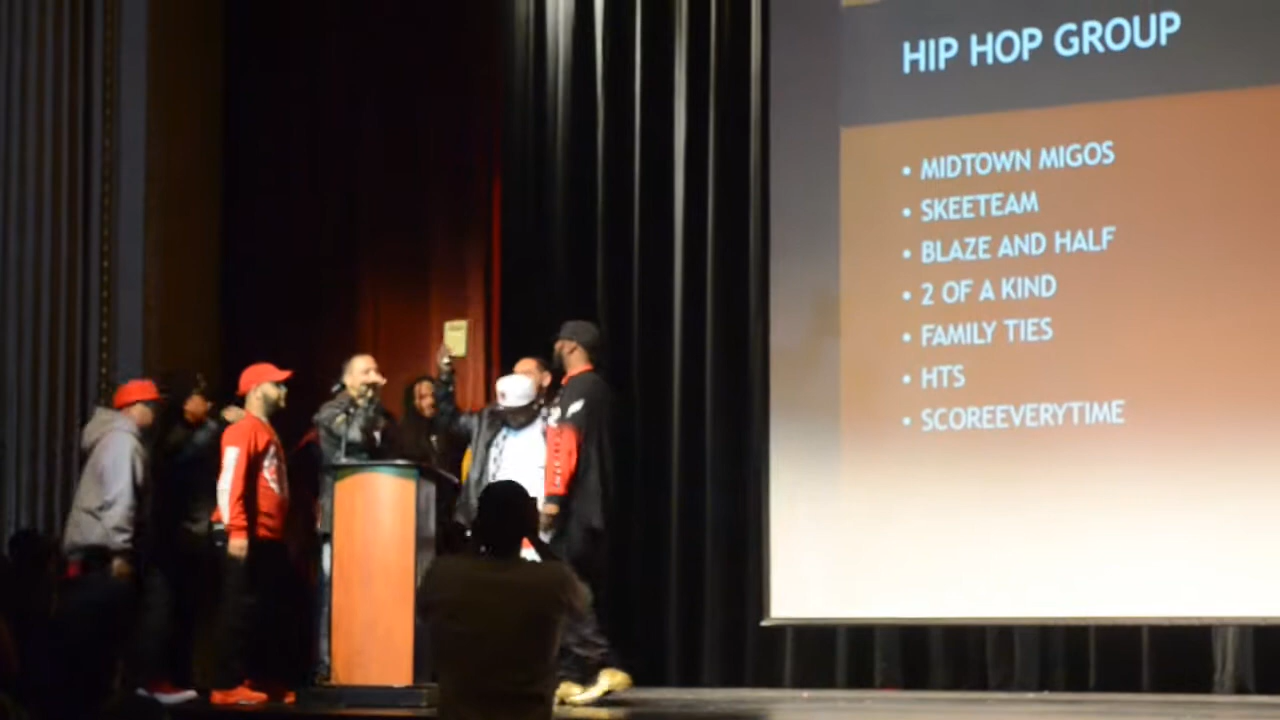 HIP HOP GROUP
• MIDTOWN MIGOS
• SKEETEAM
• BLAZE AND HALF
• 2 OF A KIND
• FAMILY TIES
• HTS
• SCOREEVERYTIME